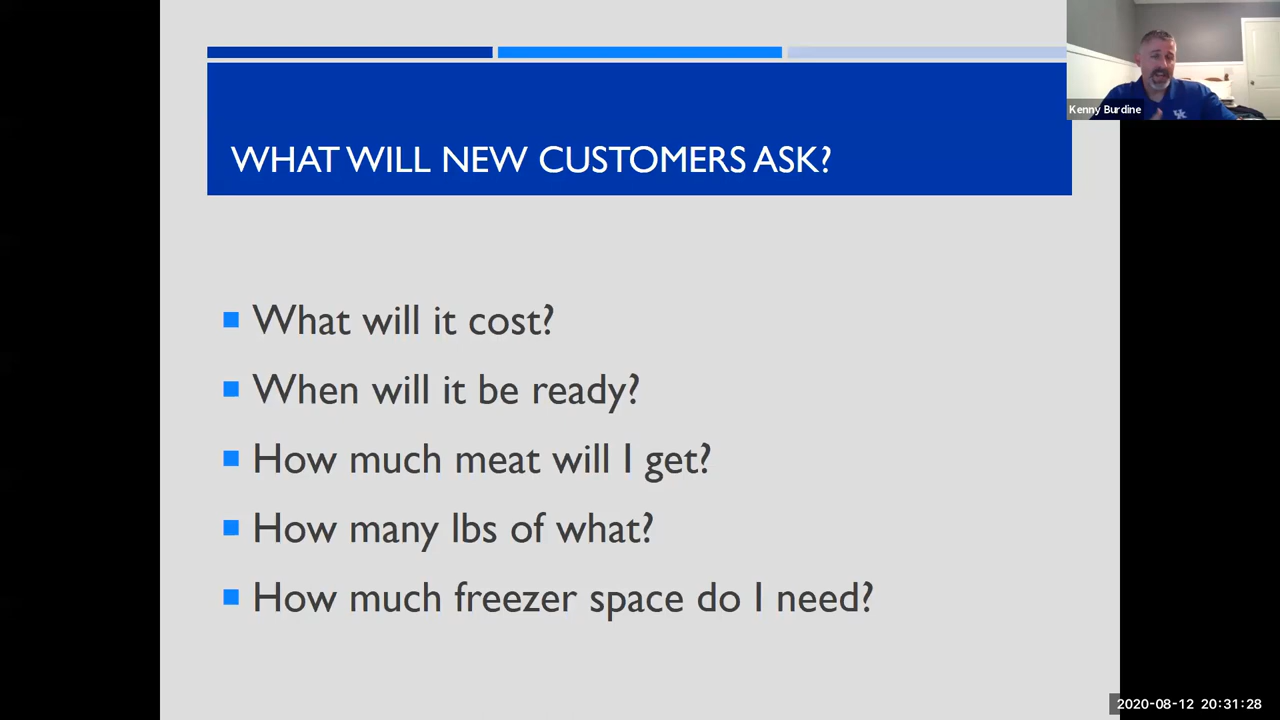 WHAT WILL NEW CUSTOMERS ASK?
Kenny Burdine
UK
What will it cost?
When will it be ready?
How much meat will I get?
How many lbs of what?
How much freezer space do I need?
2020-08-12 20:31:28